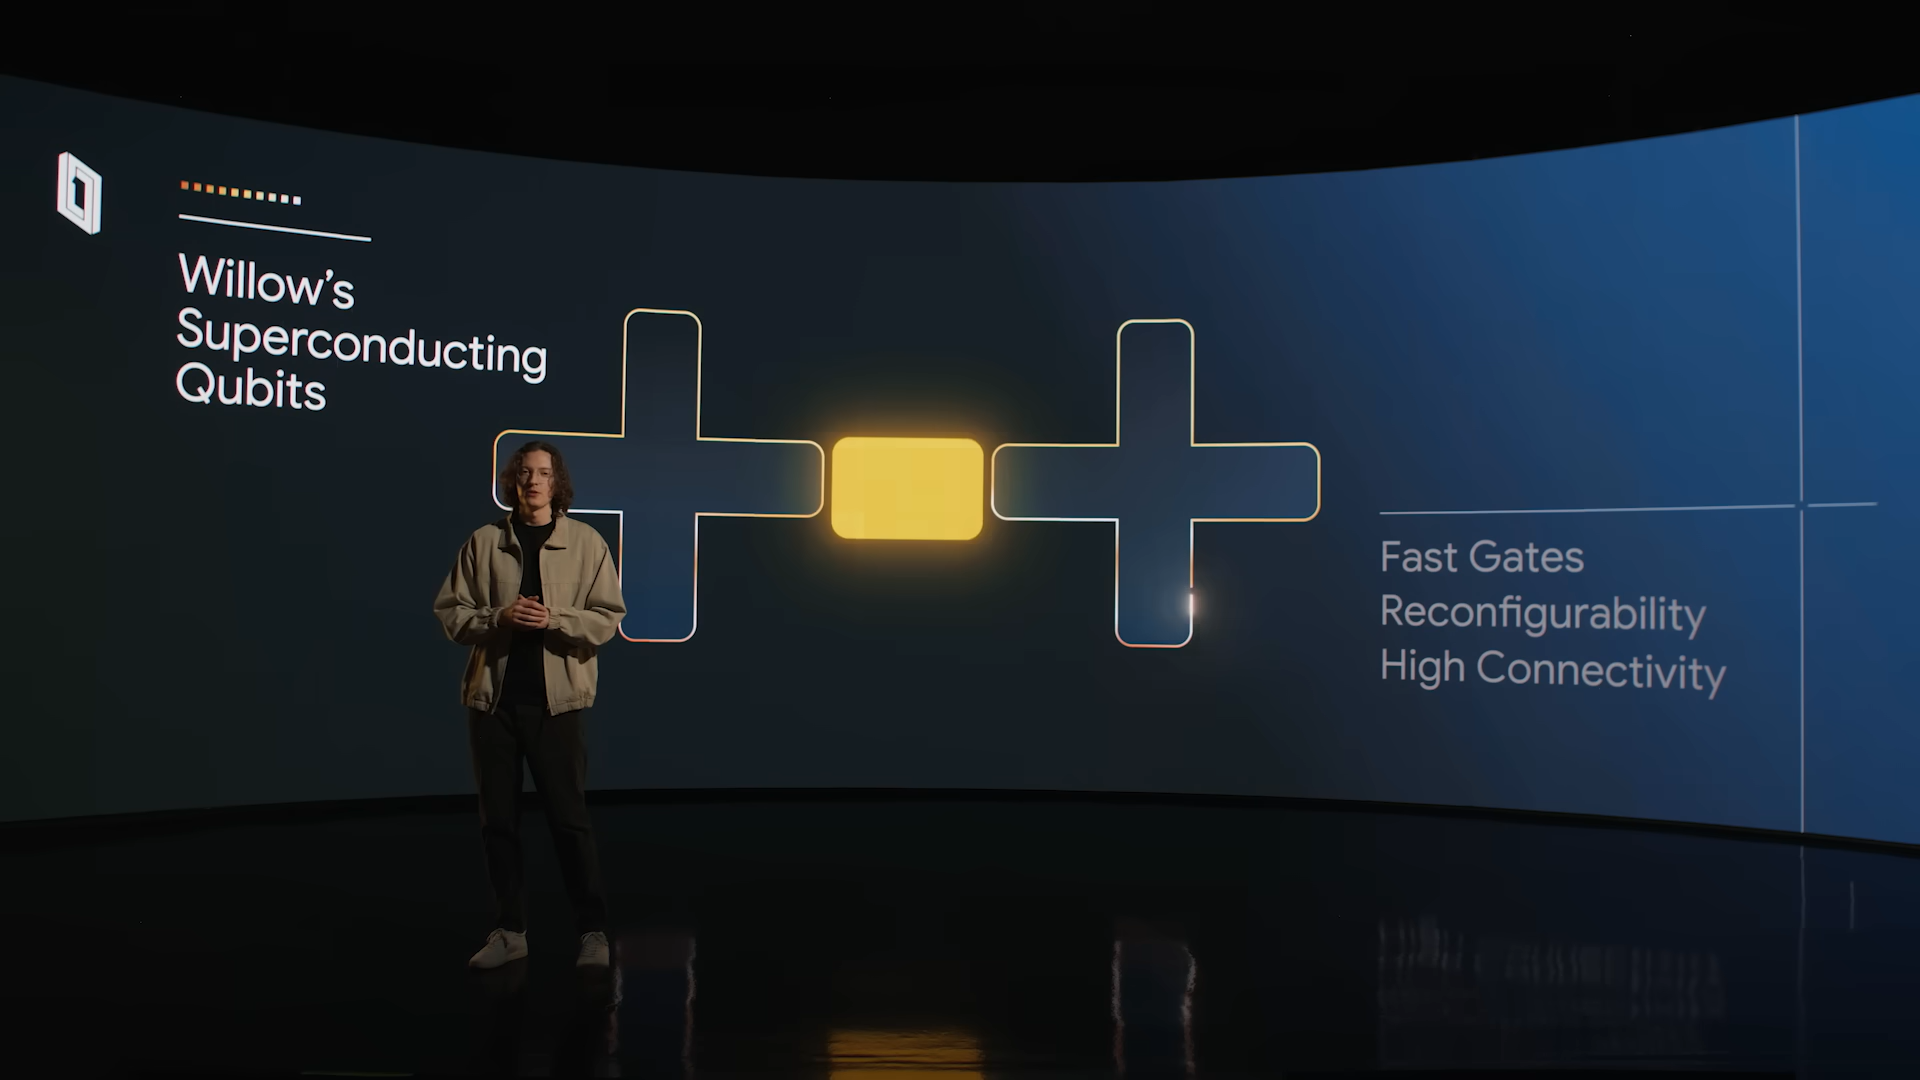 Willow’s
Superconducting
Qubits
Fast Gates
Reconfigurability
High Connectivity